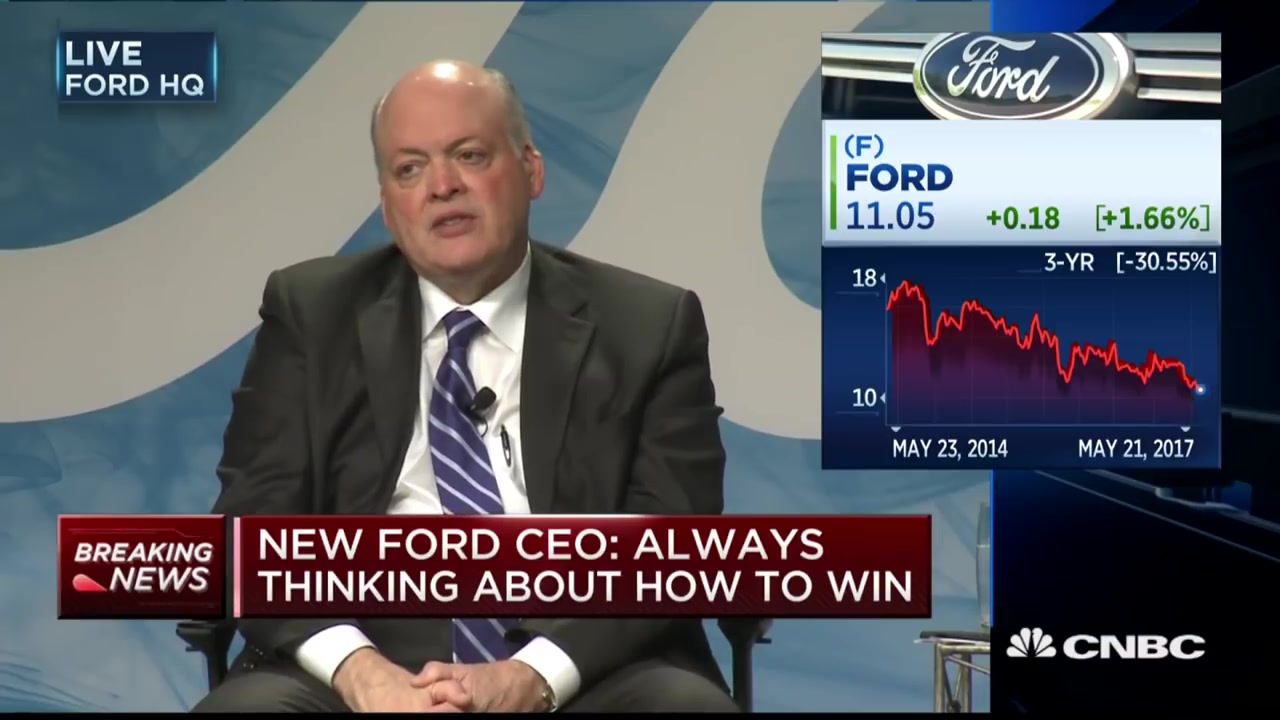 LIVE
FORD HQ
Ford
(F)
FORD
11.05 +0.18 [+1.66%]
3-YR [-30.55%]
18
10
MAY 23, 2014 MAY 21, 2017
BREAKING
NEWS
NEW FORD CEO: ALWAYS
THINKING ABOUT HOW TO WIN
CNBC